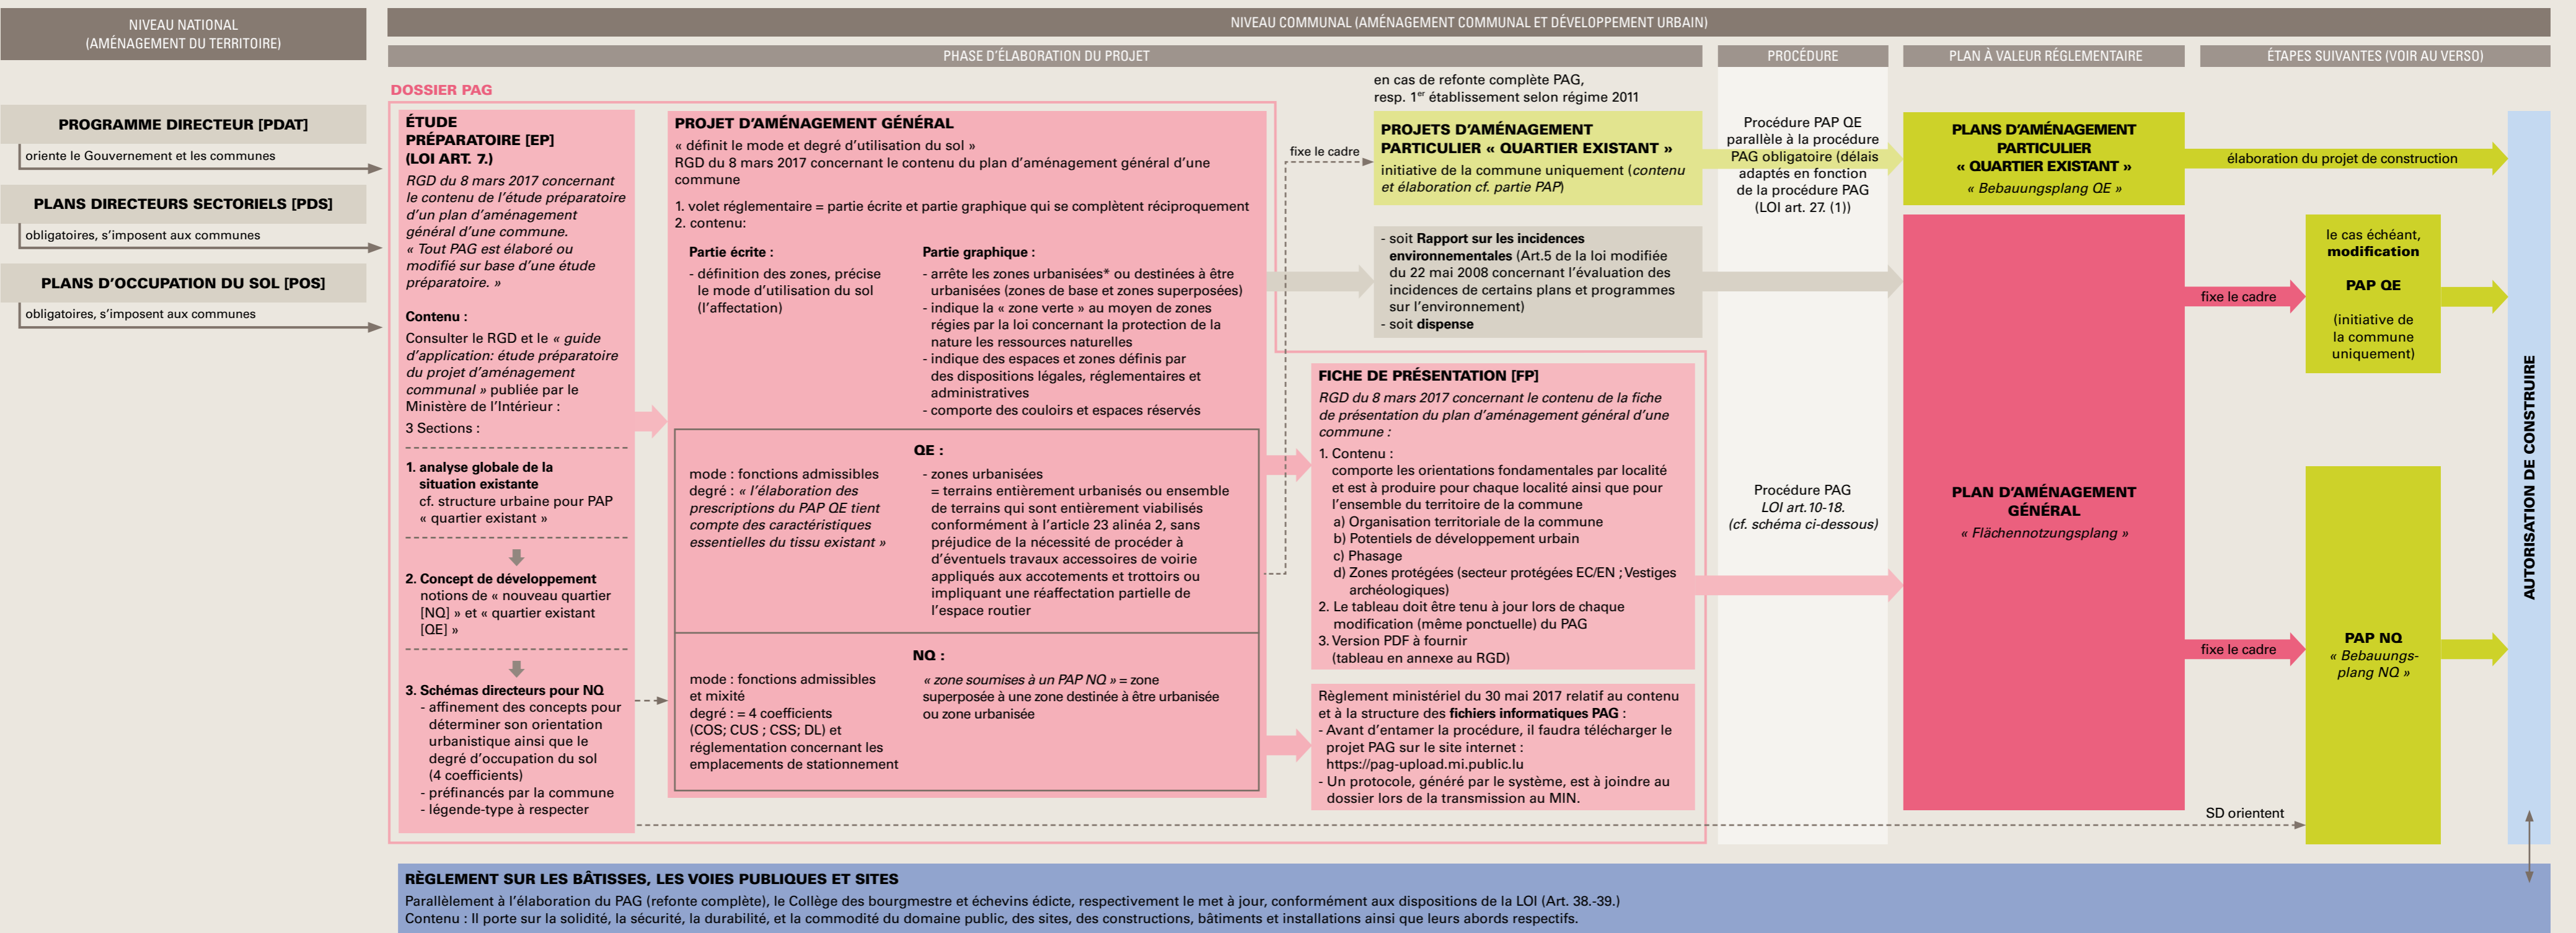 NIVEAU NATIONAL
(AMÉNAGEMENT DU TERRITOIRE)
NIVEAU COMMUNAL (AMÉNAGEMENT COMMUNAL ET DÉVELOPPEMENT URBAIN)
PHASE D'ÉLABORATION DU PROJET
PROCÉDURE
PLAN À VALEUR RÉGLEMENTAIRE
ÉTAPES SUIVANTES (VOIR AU VERSO)
PROGRAMME DIRECTEUR [PDAT]
oriente le Gouvernement et les communes
PLANS DIRECTEURS SECTORIELS [PDS]
obligatoires, s'imposent aux communes
PLANS D'OCCUPATION DU SOL [POS]
obligatoires, s'imposent aux communes
DOSSIER PAG
ÉTUDE
PRÉPARATOIRE [EP]
(LOI ART. 7.)
RGD du 8 mars 2017 concernant
le contenu de l'étude préparatoire
d'un plan d'aménagement
général d'une commune.
« Tout PAG est élaboré ou
modifié sur base d'une étude
préparatoire. »
Contenu :
Consulter le RGD et le « guide
d'application: étude préparatoire
du projet d'aménagement
communal » publiée par le
Ministère de l'Intérieur :
3 Sections :
1. analyse globale de la
situation existante
cf. structure urbaine pour PAP
« quartier existant »
2. Concept de développement
notions de « nouveau quartier
[NQ] » et « quartier existant
[QE] »
3. Schémas directeurs pour NQ
- affinement des concepts pour
déterminer son orientation
urbanistique ainsi que le
degré d'occupation du sol
(4 coefficients)
- préfinancés par la commune
- légende-type à respecter
PROJET D'AMÉNAGEMENT GÉNÉRAL
« définit le mode et degré d'utilisation du sol »
RGD du 8 mars 2017 concernant le contenu du plan d'aménagement général d'une
commune
1. volet réglementaire = partie écrite et partie graphique qui se complètent réciproquement
2. contenu:
Partie écrite :
- définition des zones, précise
le mode d'utilisation du sol
(l'affectation)
Partie graphique :
- arrête les zones urbanisées* ou destinées à être
urbanisées (zones de base et zones superposées)
- indique la « zone verte » au moyen de zones
régies par la loi concernant la protection de la
nature les ressources naturelles
- indique des espaces et zones définis par
des dispositions légales, réglementaires et
administratives
- comporte des couloirs et espaces réservés
QE :
mode : fonctions admissibles
degré : « l'élaboration des
prescriptions du PAP QE tient
compte des caractéristiques
essentielles du tissu existant »
- zones urbanisées
= terrains entièrement urbanisés ou ensemble
de terrains qui sont entièrement viabilisés
conformément à l'article 23 alinéa 2, sans
préjudice de la nécessité de procéder à
d'éventuels travaux accessoires de voirie
appliqués aux accotements et trottoirs ou
impliquant une réaffectation partielle de
l'espace routier
NQ :
mode : fonctions admissibles
et mixité
degré : = 4 coefficients
(COS; CUS ; CSS; DL) et
réglementation concernant les
emplacements de stationnement
« zone soumises à un PAP NQ » = zone
superposée à une zone destinée à être urbanisée
ou zone urbanisée
fixe le cadre
en cas de refonte complète PAG,
resp. 1er établissement selon régime 2011
PROJETS D'AMÉNAGEMENT
PARTICULIER « QUARTIER EXISTANT »
initiative de la commune uniquement (contenu
et élaboration cf. partie PAP)
- soit Rapport sur les incidences
environnementales (Art.5 de la loi modifiée
du 22 mai 2008 concernant l'évaluation des
incidences de certains plans et programmes
sur l'environnement)
- soit dispense
FICHE DE PRÉSENTATION [FP]
RGD du 8 mars 2017 concernant le contenu de la fiche
de présentation du plan d'aménagement général d'une
commune :
1. Contenu :
comporte les orientations fondamentales par localité
et est à produire pour chaque localité ainsi que pour
l'ensemble du territoire de la commune
a) Organisation territoriale de la commune
b) Potentiels de développement urbain
c) Phasage
d) Zones protégées (secteur protégées EC/EN ; Vestiges
archéologiques)
2. Le tableau doit être tenu à jour lors de chaque
modification (même ponctuelle) du PAG
3. Version PDF à fournir
(tableau en annexe au RGD)
Règlement ministériel du 30 mai 2017 relatif au contenu
et à la structure des fichiers informatiques PAG :
- Avant d'entamer la procédure, il faudra télécharger le
projet PAG sur le site internet :
https://pag-upload.mi.public.lu
- Un protocole, généré par le système, est à joindre au
dossier lors de la transmission au MIN.
Procédure PAP QE
parallèle à la procédure
PAG obligatoire (délais
adaptés en fonction
de la procédure PAG
(LOI art. 27. (1))
Procédure PAG
LOI art.10-18.
(cf. schéma ci-dessous)
PLANS D'AMÉNAGEMENT
PARTICULIER
« QUARTIER EXISTANT »
« Bebauungsplang QE »
PLAN D'AMÉNAGEMENT
GÉNÉRAL
« Flächennotzungsplang »
élaboration du projet de construction
fixe le cadre
le cas échéant,
modification
PAP QE
(initiative de
la commune
uniquement)
fixe le cadre
PAP NQ
« Bebauungs-
plang NQ »
SD orientent
AUTORISATION DE CONSTRUIRE
RÈGLEMENT SUR LES BÂTISSES, LES VOIES PUBLIQUES ET SITES
Parallèlement à l'élaboration du PAG (refonte complète), le Collège des bourgmestre et échevins édicte, respectivement le met à jour, conformément aux dispositions de la LOI (Art. 38.-39.)
Contenu : Il porte sur la solidité, la sécurité, la durabilité, et la commodité du domaine public, des sites, des constructions, bâtiments et installations ainsi que leurs abords respectifs.